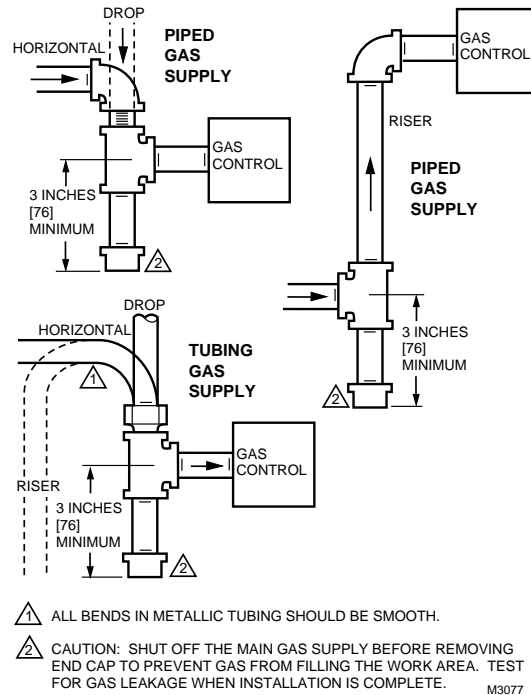 DROP
HORIZONTAL
PIPED
GAS
SUPPLY
GAS
CONTROL
3 INCHES
[76]
MINIMUM
2
GAS
CONTROL
RISER
PIPED
GAS
SUPPLY
3 INCHES
[76]
MINIMUM
2
DROP
HORIZONTAL
1
TUBING
GAS
SUPPLY
GAS
CONTROL
RISER
3 INCHES
[76]
MINIMUM
2
1 ALL BENDS IN METALLIC TUBING SHOULD BE SMOOTH.
2 CAUTION: SHUT OFF THE MAIN GAS SUPPLY BEFORE REMOVING
END CAP TO PREVENT GAS FROM FILLING THE WORK AREA. TEST
FOR GAS LEAKAGE WHEN INSTALLATION IS COMPLETE.
M3077